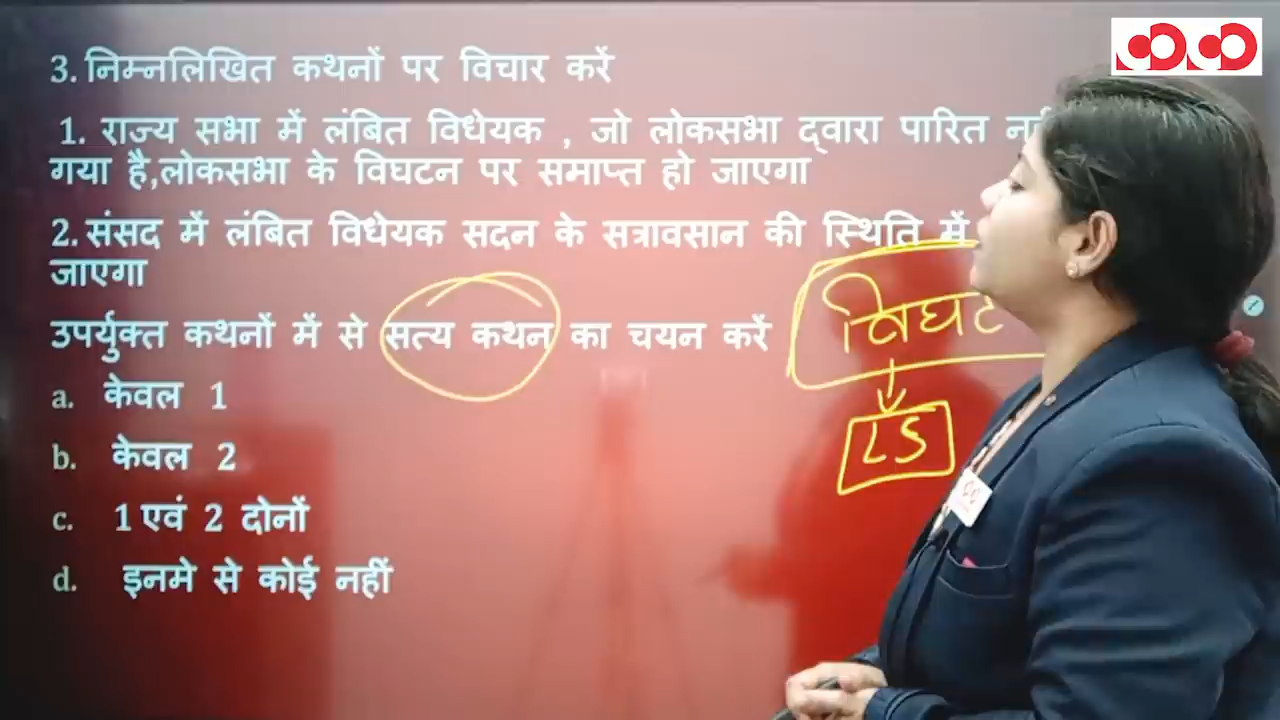 3. निम्नलिखित कथनों पर विचार करें
1. राज्य सभा में लंबित विधेयक , जो लोकसभा द्वारा पारित
गया है,लोकसभा के विघटन पर समाप्त हो जाएगा
2. संसद में लंबित विधेयक सदन के सत्रावसान की स्थिति में
जाएगा
उपर्युक्त कथनों में से सत्य कथन का चयन करें
विघट
LS
a. केवल 1
b. केवल 2
c. 1 एवं 2 दोनों
d. इनमे से कोई नहीं